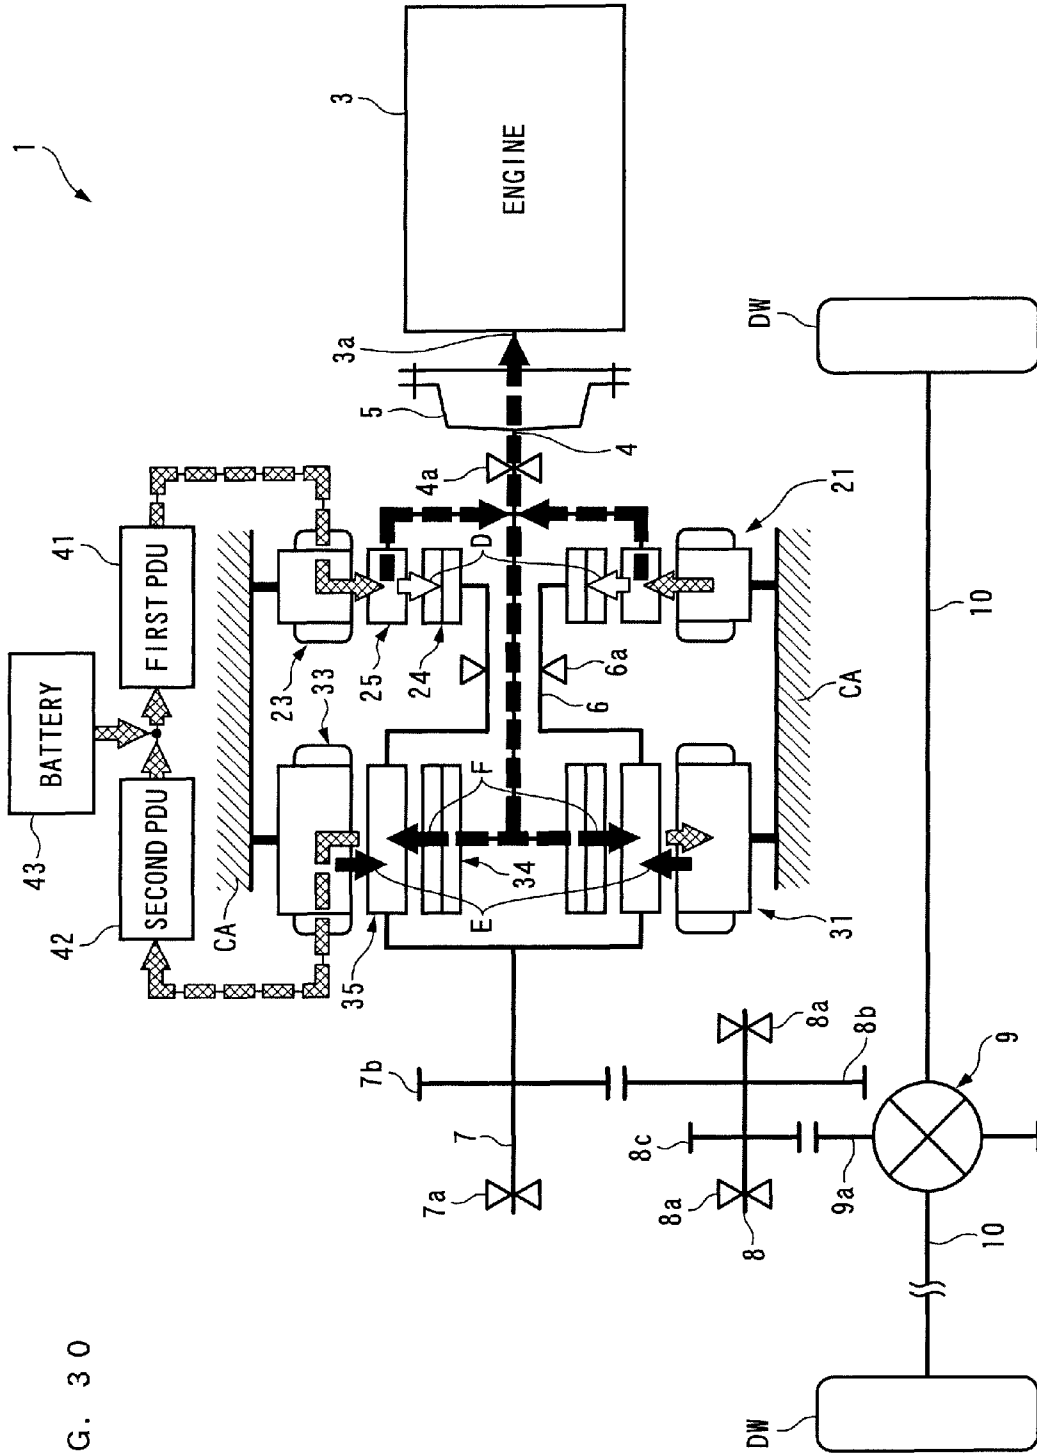 G. 30
1
43
BATTERY
42
SECOND PDU
FIRST PDU
41
CA
23
33
3
ENGINE
3a
5
4a
4
35
25
24
D
E
F
34
6a
6
21
31
CA
7b
7
7a
8a
8b
8c
8a
8
9
9a
10
10
DW
DW